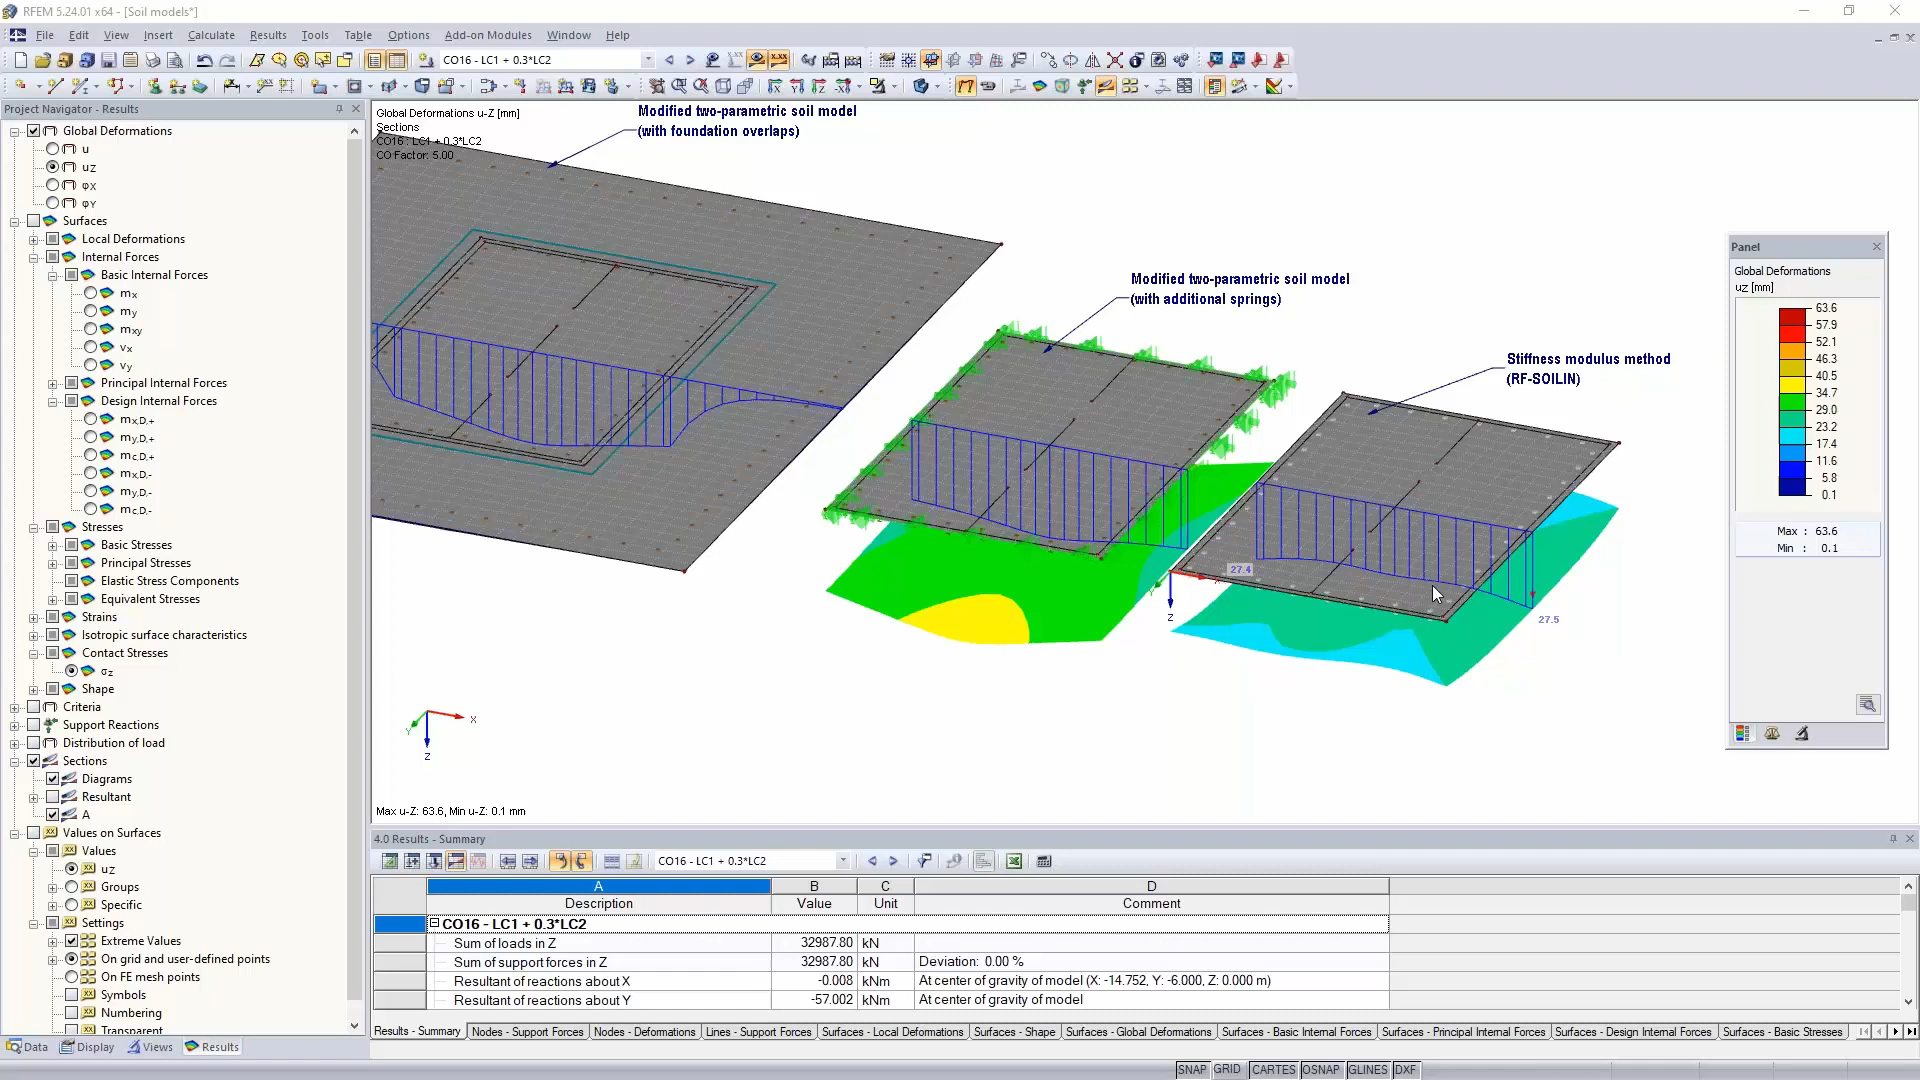 RFEM 5.24.01 x64 - [Soil models*]
File Edit View Insert Calculate Results Tools Table Options Add-on Modules Window Help
CO16 - LC1 + 0.3*LC2
Project Navigator - Results
Global Deformations
u
uz
φX
φY
Surfaces
Local Deformations
Internal Forces
Basic Internal Forces
mx
my
mxy
vx
vy
Principal Internal Forces
Design Internal Forces
mx,D,+
my,D,+
mc,D,+
mx,D,-
my,D,-
mc,D,-
Stresses
Basic Stresses
Principal Stresses
Elastic Stress Components
Equivalent Stresses
Strains
Isotropic surface characteristics
Contact Stresses
σz
Shape
Criteria
Support Reactions
Distribution of load
Sections
Diagrams
Resultant
A
Values on Surfaces
Values
uz
Groups
Specific
Settings
Extreme Values
On grid and user-defined points
On FE mesh points
Symbols
Numbering
Transparent
Data Display Views Results
Global Deformations u-Z [mm]
Sections
CO16 : LC1 + 0.3*LC2
CO Factor: 5.00
Modified two-parametric soil model
(with foundation overlaps)
Modified two-parametric soil model
(with additional springs)
Stiffness modulus method
(RF-SOILIN)
27.4
X
Y
Z
27.5
X
Y
Z
Max u-Z: 63.6, Min u-Z: 0.1 mm
Panel
Global Deformations
uz [mm]
63.6
57.9
52.1
46.3
40.5
34.7
29.0
23.2
17.4
11.6
5.8
0.1
Max : 63.6
Min : 0.1
4.0 Results - Summary
CO16 - LC1 + 0.3*LC2
A B C D
Description Value Unit Comment
CO16 - LC1 + 0.3*LC2
Sum of loads in Z 32987.80 kN
Sum of support forces in Z 32987.80 kN Deviation: 0.00 %
Resultant of reactions about X -0.008 kNm At center of gravity of model (X: -14.752, Y: -6.000, Z: 0.000 m)
Resultant of reactions about Y -57.002 kNm At center of gravity of model
Results - Summary Nodes - Support Forces Nodes - Deformations Lines - Support Forces Surfaces - Local Deformations Surfaces - Shape Surfaces - Global Deformations Surfaces - Basic Internal Forces Surfaces - Principal Internal Forces Surfaces - Design Internal Forces Surfaces - Basic Stresses
SNAP GRID CARTES OSNAP GLINES DXF